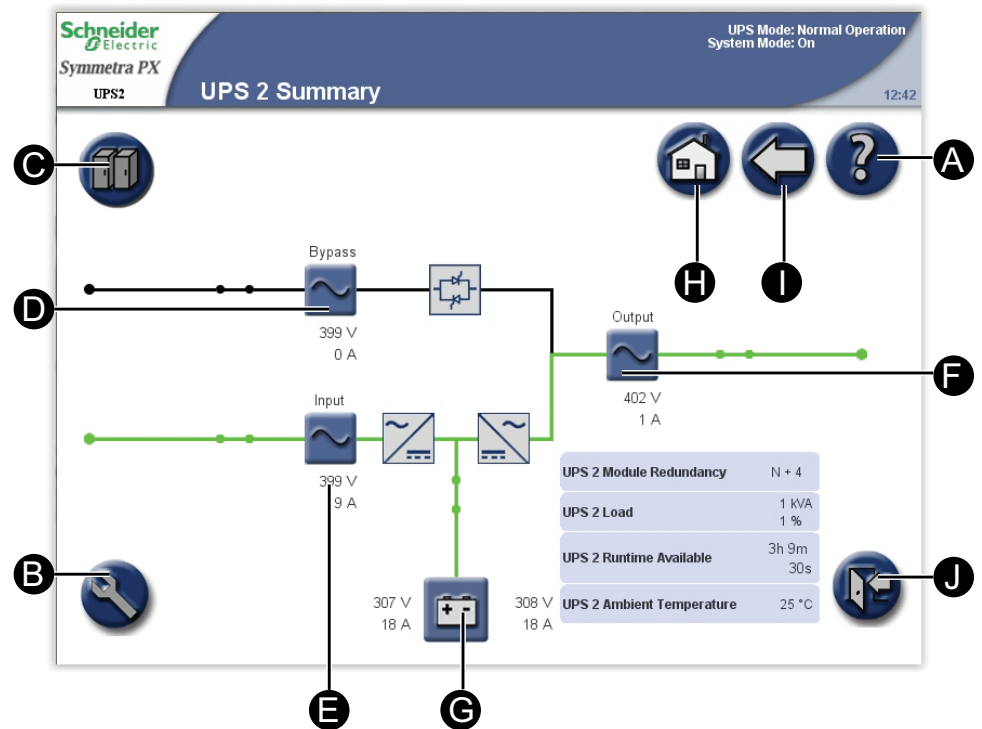 Schneider
Electric
Symmetra PX
UPS2
UPS 2 Summary
UPS Mode: Normal Operation
System Mode: On
12:42
C
A
H
I
Bypass
D
399 V
0 A
Output
F
402 V
1 A
Input
399 V
9 A
UPS 2 Module Redundancy N + 4
UPS 2 Load 1 kVA
1 %
UPS 2 Runtime Available 3h 9m
30s
UPS 2 Ambient Temperature 25 °C
B
J
307 V
18 A
+ -
308 V
18 A
E
G